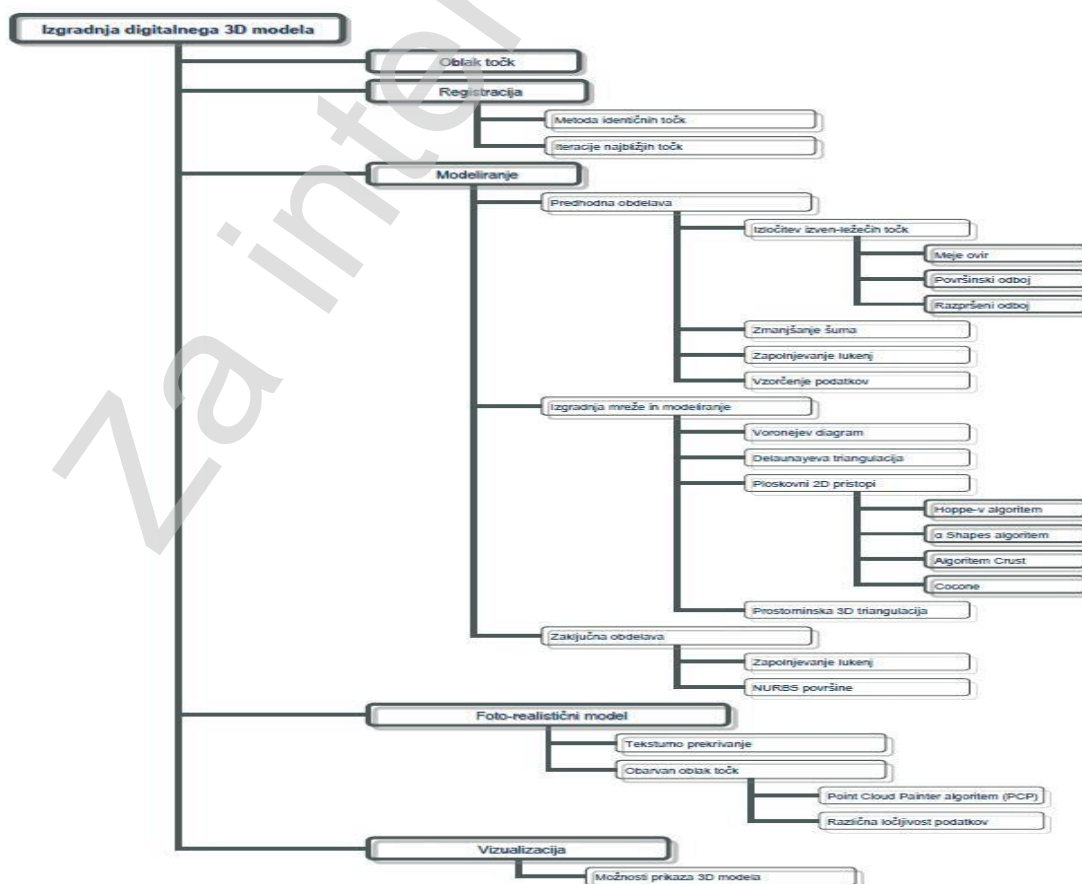 Izgradnja digitalnega 3D modela
Oblak točk
Registracija
Metoda identičnih točk
Iteracije najbližjih točk
Modeliranje
Predhodna obdelava
Izločitev izven-ležečih točk
Meje ovir
Površinski odboj
Razpršeni odboj
Zmanjšanje šuma
Zapolnjevanje lukenj
Vzorčenje podatkov
Izgradnja mreže in modeliranje
Voronejev diagram
Delaunayeva triangulacija
Ploskovni 2D pristopi
Hoppe-v algoritem
α Shapes algoritem
Algoritem Crust
Cocone
Prostorninska 3D triangulacija
Zaključna obdelava
Zapolnjevanje lukenj
NURBS površine
Foto-realistični model
Teksturno prekrivanje
Obarvan oblak točk
Point Cloud Painter algoritem (PCP)
Različna ločljivost podatkov
Vizualizacija
Možnosti prikaza 3D modela
Za inte